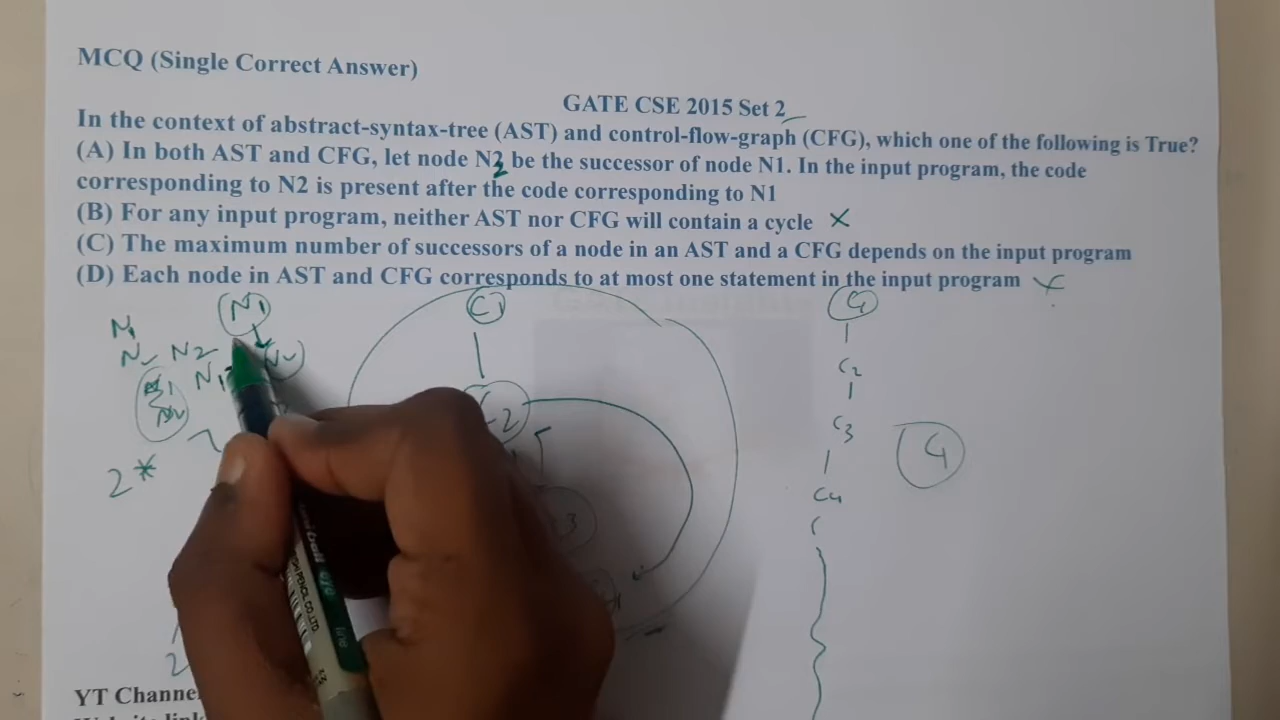 MCQ (Single Correct Answer)
GATE CSE 2015 Set 2
In the context of abstract-syntax-tree (AST) and control-flow-graph (CFG), which one of the following is True?
(A) In both AST and CFG, let node N2 be the successor of node N1. In the input program, the code
corresponding to N2 is present after the code corresponding to N1
(B) For any input program, neither AST nor CFG will contain a cycle
(C) The maximum number of successors of a node in an AST and a CFG depends on the input program
(D) Each node in AST and CFG corresponds to at most one statement in the input program
N1
N1
N2
N1
2*
2
C1
C2
C2
C3
C4
YT Channe